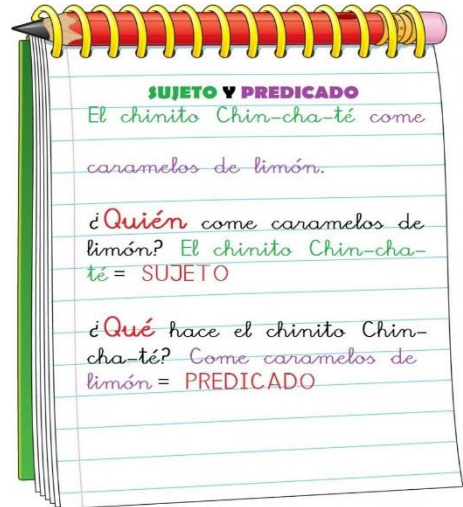 SUJETO Y PREDICADO
El chinito Chin-cha-té come
caramelos de limón.
¿Quién come caramelos de
limón? El chinito Chin-cha-
té = SUJETO
¿Qué hace el chinito Chin-
cha-té? Come caramelos de
limón = PREDICADO